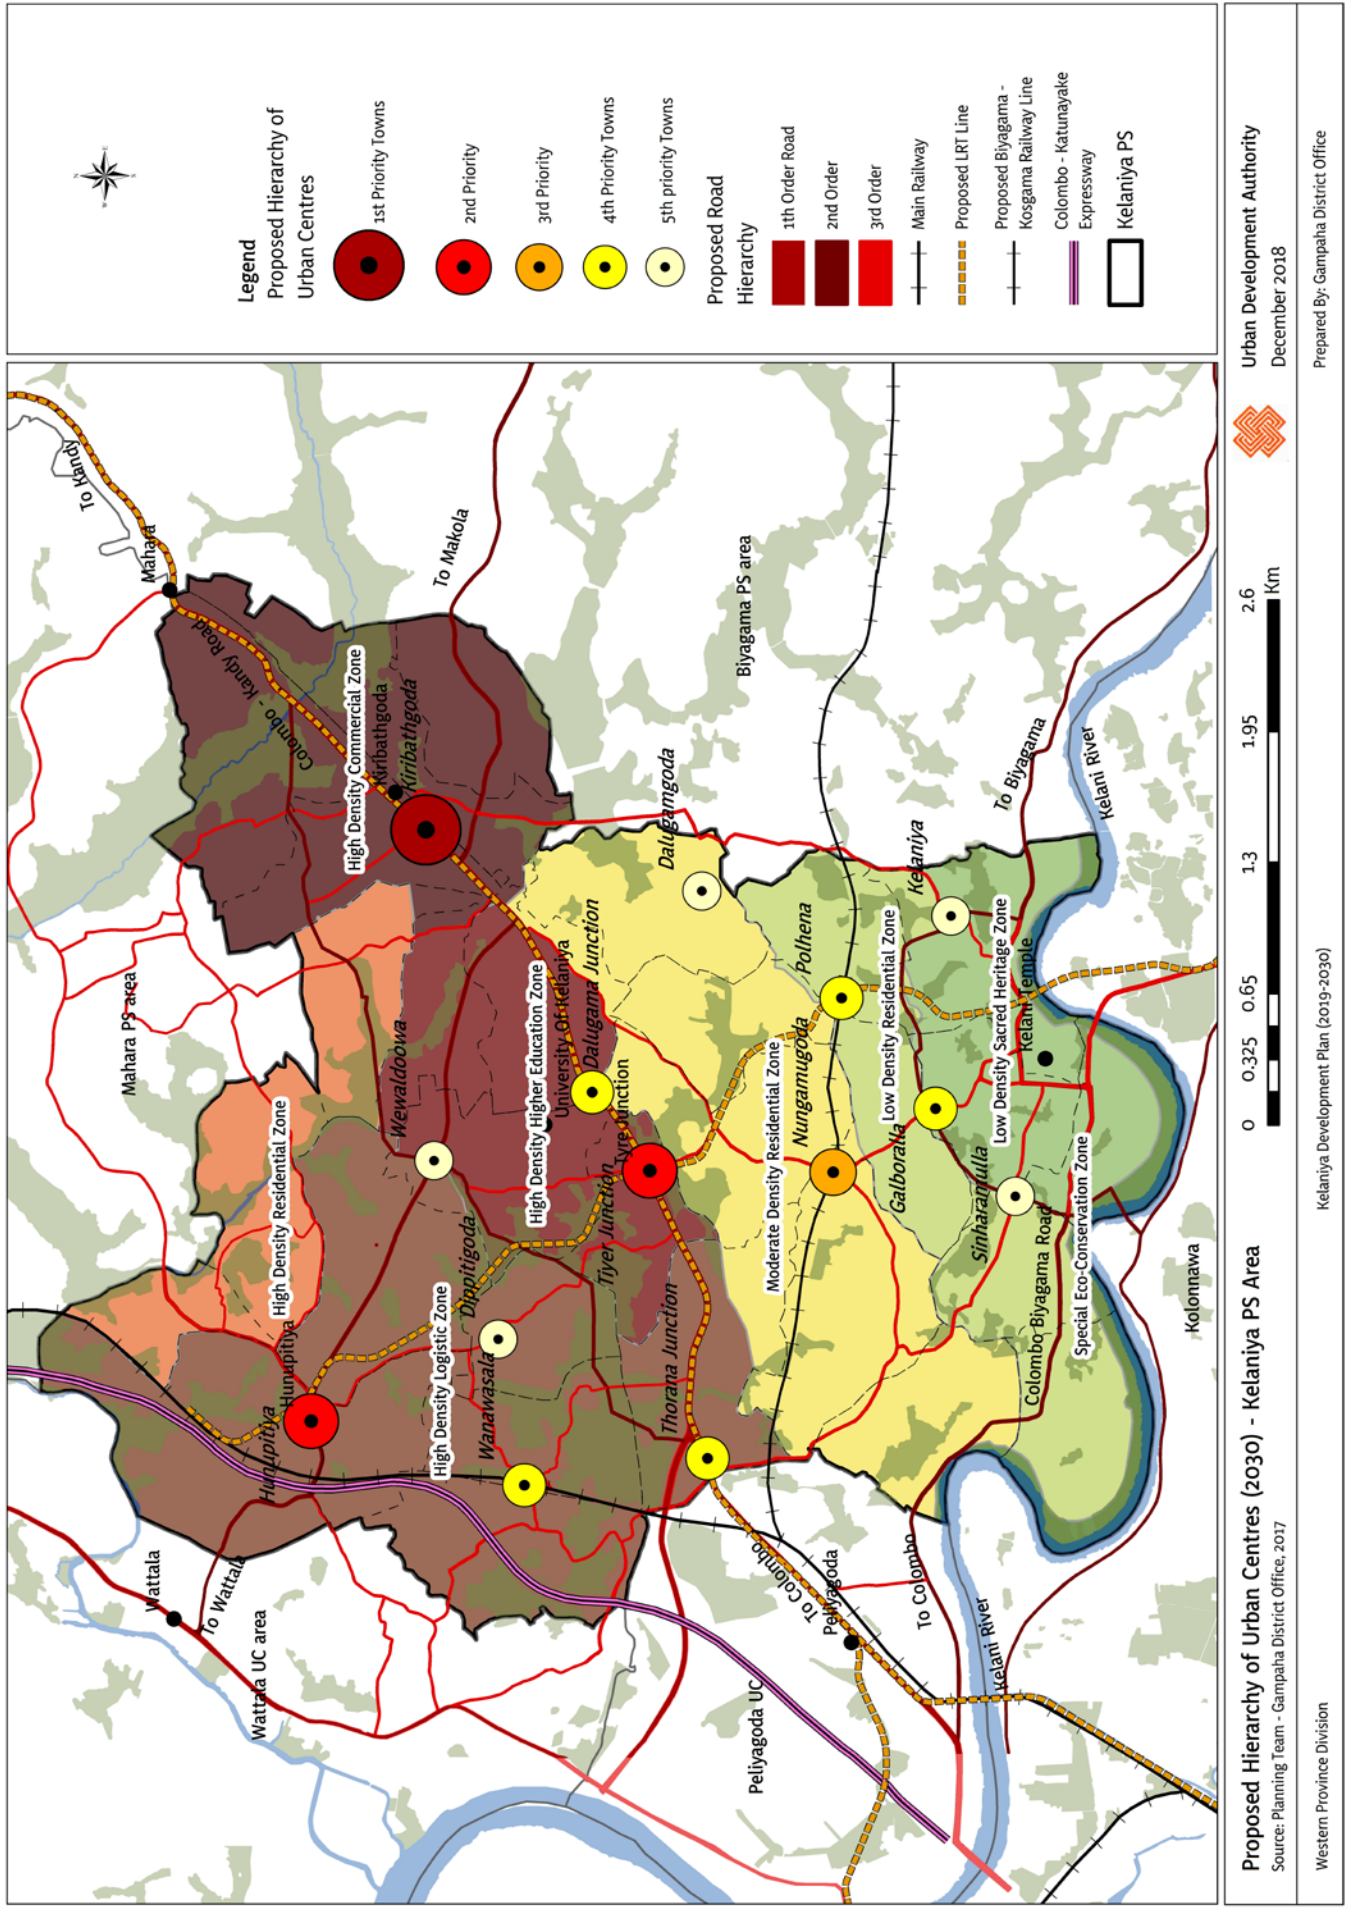 Legend
Proposed Hierarchy of
Urban Centres
1st Priority Towns
2nd Priority
3rd Priority
4th Priority Towns
5th priority Towns
Proposed Road
Hierarchy
1th Order Road
2nd Order
3rd Order
Main Railway
Proposed LRT Line
Proposed Biyagama -
Kosgama Railway Line
Colombo - Katunayake
Expressway
Kelaniya PS
N
E
S
W
To Kandy
Mahara
Colombo - Kandy Road
To Makola
High Density Commercial Zone
Kiribathgoda
Kiribathgoda
Mahara PS area
Biyagama PS area
Dalugamgoda
Wewaldoowa
High Density Higher Education Zone
University Of Kelaniya
Dalugama Junction
Tyre Junction
Tiyer Junction
High Density Residential Zone
Hunupitiya
Hunupitiya
Dippitigoda
High Density Logistic Zone
Wanawasala
Thorana Junction
Moderate Density Residential Zone
Nungamugoda
Polhena
Kelaniya
To Biyagama
Kelani River
Low Density Residential Zone
Low Density Sacred Heritage Zone
Kelani Temple
Galboralla
Sinharamulla
Colombo Biyagama Road
Special Eco-Conservation Zone
Kolonnawa
Wattala
To Wattala
Wattala UC area
Peliyagoda UC
To Colombo
Peliyagoda
To Colombo
Kelani River
Proposed Hierarchy of Urban Centres (2030) - Kelaniya PS Area
Source: Planning Team - Gampaha District Office, 2017
0 0.325 0.65 1.3 1.95 2.6
Km
Urban Development Authority
December 2018
Western Province Division
Kelaniya Development Plan (2019-2030)
Prepared By: Gampaha District Office